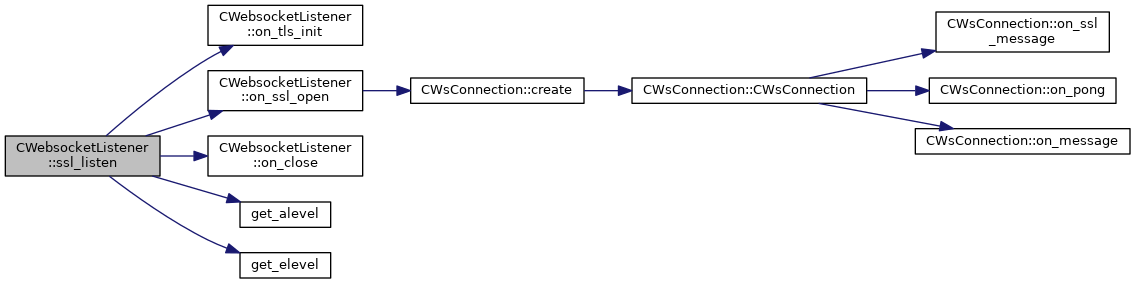 CWebsocketListener
::ssl_listen
CWebsocketListener
::on_tls_init
CWebsocketListener
::on_ssl_open
CWebsocketListener
::on_close
get_alevel
get_elevel
CWsConnection::create
CWsConnection::CWsConnection
CWsConnection::on_ssl
_message
CWsConnection::on_pong
CWsConnection::on_message